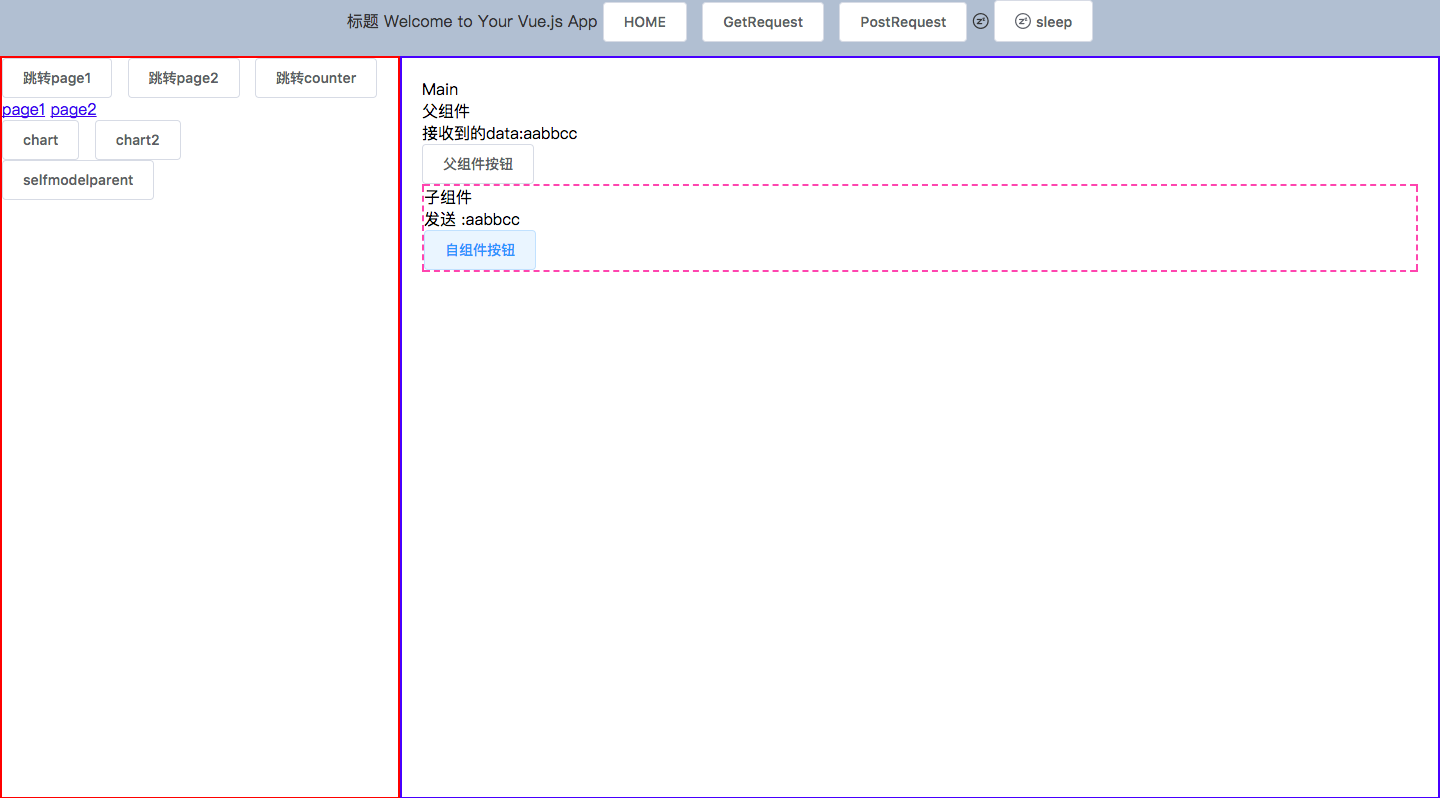 标题 Welcome to Your Vue.js App HOME GetRequest PostRequest sleep
跳转page1 跳转page2 跳转counter
page1 page2
chart chart2
selfmodelparent
Main
父组件
接收到的data:aabbcc
父组件按钮
子组件
发送 :aabbcc
自组件按钮